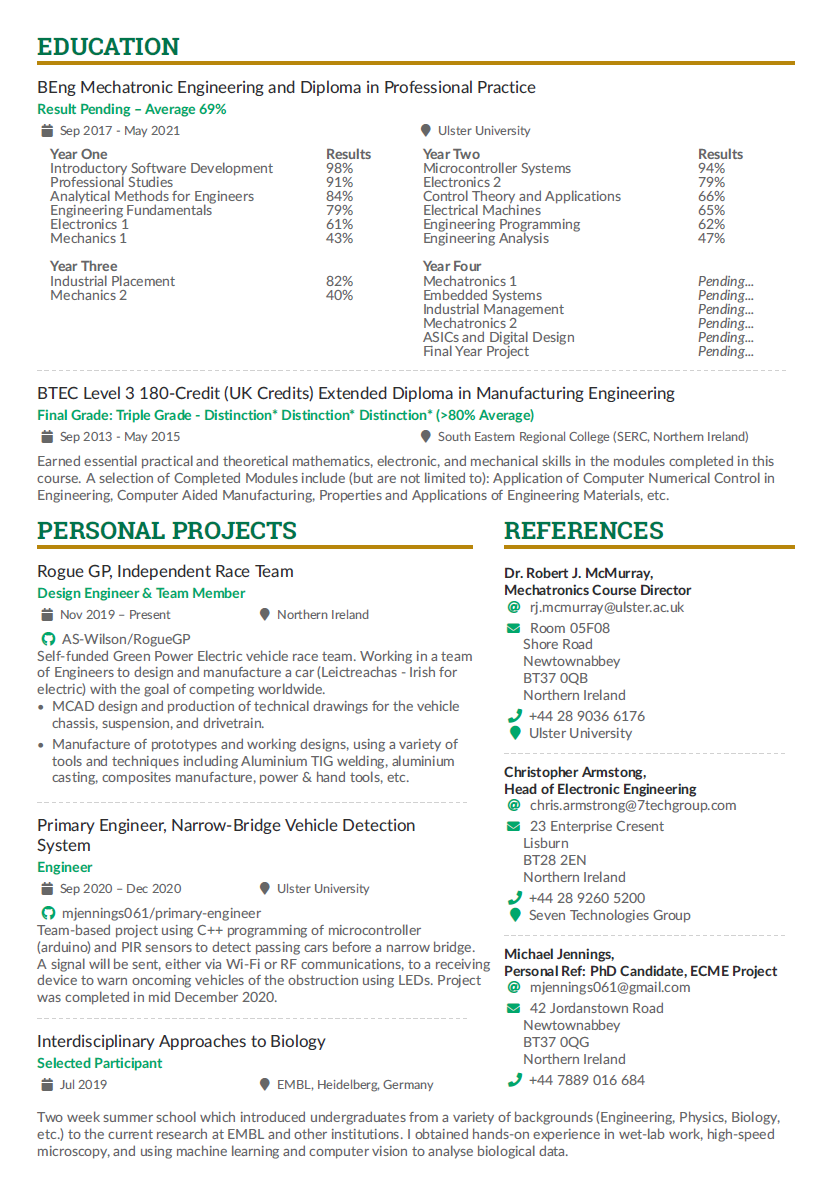 EDUCATION
BEng Mechatronic Engineering and Diploma in Professional Practice
Result Pending – Average 69%
Sep 2017 - May 2021
Ulster University
Year One Results
Introductory Software Development 98%
Professional Studies 91%
Analytical Methods for Engineers 84%
Engineering Fundamentals 79%
Electronics 1 61%
Mechanics 1 43%
Year Two Results
Microcontroller Systems 94%
Electronics 2 79%
Control Theory and Applications 66%
Electrical Machines 65%
Engineering Programming 62%
Engineering Analysis 47%
Year Three
Industrial Placement 82%
Mechanics 2 40%
Year Four
Mechatronics 1 Pending...
Embedded Systems Pending...
Industrial Management Pending...
Mechatronics 2 Pending...
ASICs and Digital Design Pending...
Final Year Project Pending...
BTEC Level 3 180-Credit (UK Credits) Extended Diploma in Manufacturing Engineering
Final Grade: Triple Grade - Distinction* Distinction* Distinction* (>80% Average)
Sep 2013 - May 2015
South Eastern Regional College (SERC, Northern Ireland)
Earned essential practical and theoretical mathematics, electronic, and mechanical skills in the modules completed in this
course. A selection of Completed Modules include (but are not limited to): Application of Computer Numerical Control in
Engineering, Computer Aided Manufacturing, Properties and Applications of Engineering Materials, etc.
PERSONAL PROJECTS
Rogue GP, Independent Race Team
Design Engineer & Team Member
Nov 2019 – Present
Northern Ireland
AS-Wilson/RogueGP
Self-funded Green Power Electric vehicle race team. Working in a team
of Engineers to design and manufacture a car (Leictreachas - Irish for
electric) with the goal of competing worldwide.
• MCAD design and production of technical drawings for the vehicle
chassis, suspension, and drivetrain.
• Manufacture of prototypes and working designs, using a variety of
tools and techniques including Aluminium TIG welding, aluminium
casting, composites manufacture, power & hand tools, etc.
Primary Engineer, Narrow-Bridge Vehicle Detection
System
Engineer
Sep 2020 – Dec 2020
Ulster University
mjennings061/primary-engineer
Team-based project using C++ programming of microcontroller
(arduino) and PIR sensors to detect passing cars before a narrow bridge.
A signal will be sent, either via Wi-Fi or RF communications, to a receiving
device to warn oncoming vehicles of the obstruction using LEDs. Project
was completed in mid December 2020.
Interdisciplinary Approaches to Biology
Selected Participant
Jul 2019
EMBL, Heidelberg, Germany
Two week summer school which introduced undergraduates from a variety of backgrounds (Engineering, Physics, Biology,
etc.) to the current research at EMBL and other institutions. I obtained hands-on experience in wet-lab work, high-speed
microscopy, and using machine learning and computer vision to analyse biological data.
REFERENCES
Dr. Robert J. McMurray,
Mechatronics Course Director
@ rj.mcmurray@ulster.ac.uk
Room 05F08
Shore Road
Newtownabbey
BT37 0QB
Northern Ireland
+44 28 9036 6176
Ulster University
Christopher Armstong,
Head of Electronic Engineering
@ chris.armstrong@7techgroup.com
23 Enterprise Cresent
Lisburn
BT28 2EN
Northern Ireland
+44 28 9260 5200
Seven Technologies Group
Michael Jennings,
Personal Ref: PhD Candidate, ECME Project
@ mjennings061@gmail.com
42 Jordanstown Road
Newtownabbey
BT37 0QG
Northern Ireland
+44 7889 016 684